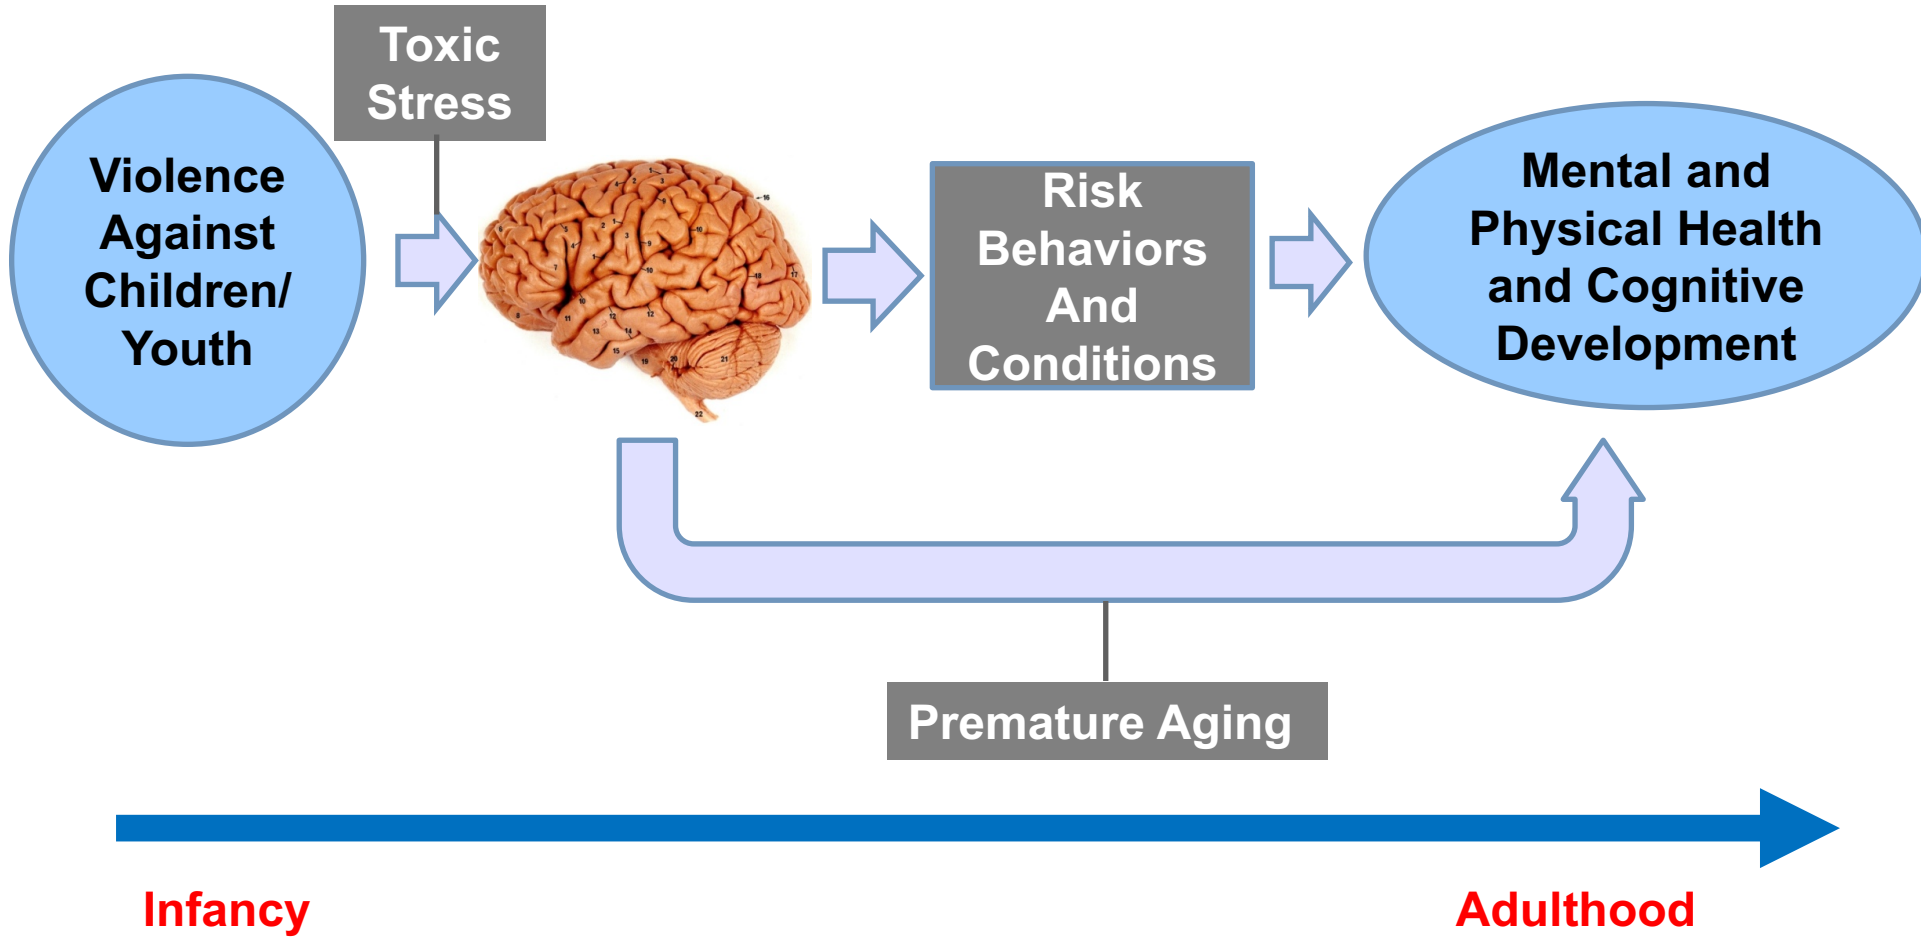 Toxic
Stress
Violence
Against
Children/
Youth
Risk
Behaviors
And
Conditions
Mental and
Physical Health
and Cognitive
Development
Premature Aging
Infancy
Adulthood